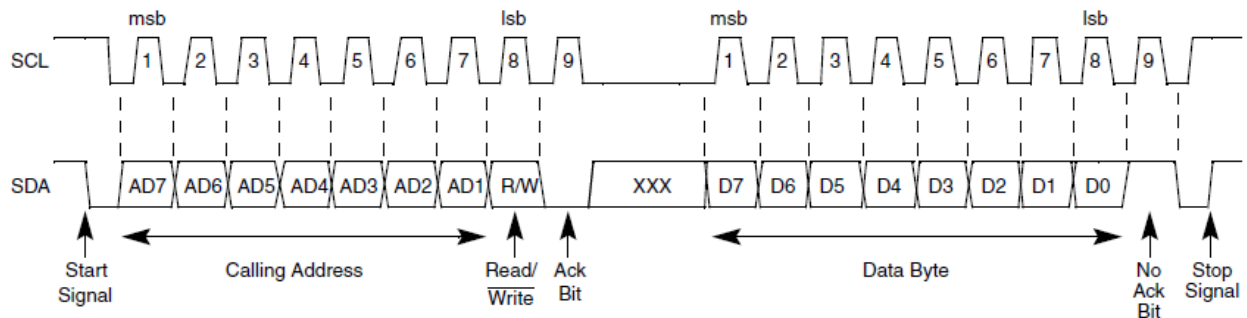 msb lsb msb lsb
SCL 1 2 3 4 5 6 7 8 9 1 2 3 4 5 6 7 8 9
SDA AD7 AD6 AD5 AD4 AD3 AD2 AD1 R/W XXX D7 D6 D5 D4 D3 D2 D1 D0
Start Signal
Calling Address
Read/
Write
Ack
Bit
Data Byte
No
Ack
Bit
Stop
Signal